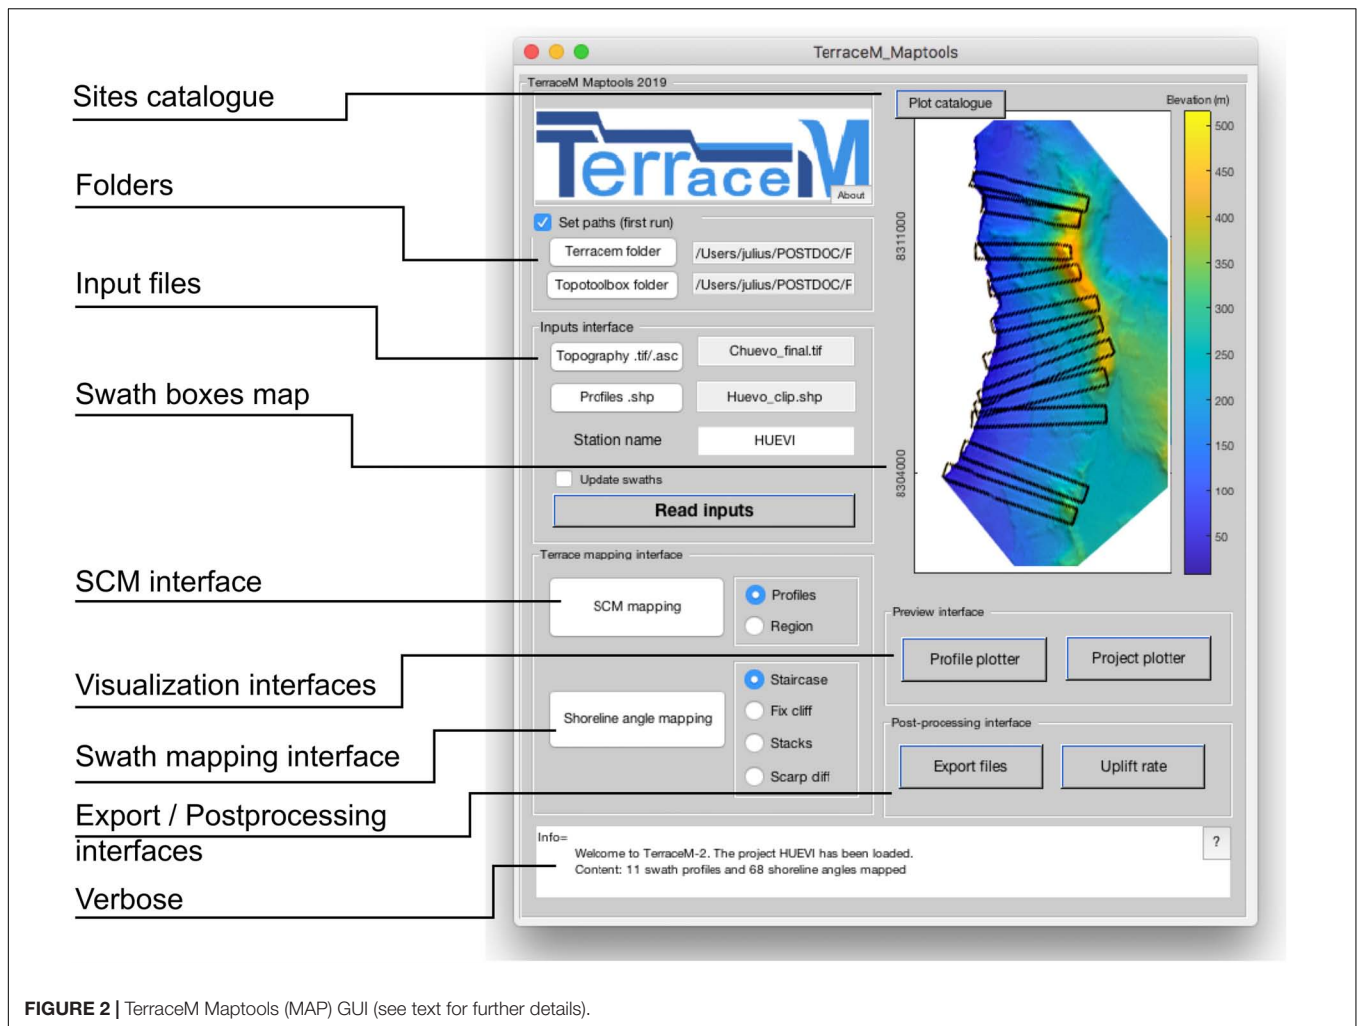 Sites catalogue
Folders
Input files
Swath boxes map
SCM interface
Visualization interfaces
Swath mapping interface
Export / Postprocessing
interfaces
Verbose
TerraceM_Maptools
TerraceM Maptools 2019
TerraceM
About
Set paths (first run)
Terracem folder
/Users/julius/POSTDOC/F
Topotoolbox folder
/Users/julius/POSTDOC/F
Inputs interface
Topography .tif/.asc
Chuevo_final.tif
Profiles .shp
Huevo_clip.shp
Station name
HUEVI
Update swaths
Read inputs
Terrace mapping interface
SCM mapping
Profiles
Region
Shoreline angle mapping
Staircase
Fix cliff
Stacks
Scarp diff
Plot catalogue
Elevation (m)
8311000
8304000
500
450
400
350
300
250
200
150
100
50
Preview interface
Profile plotter
Project plotter
Post-processing interface
Export files
Uplift rate
Info=
Welcome to TerraceM-2. The project HUEVI has been loaded.
Content: 11 swath profiles and 68 shoreline angles mapped
?
FIGURE 2 | TerraceM Maptools (MAP) GUI (see text for further details).